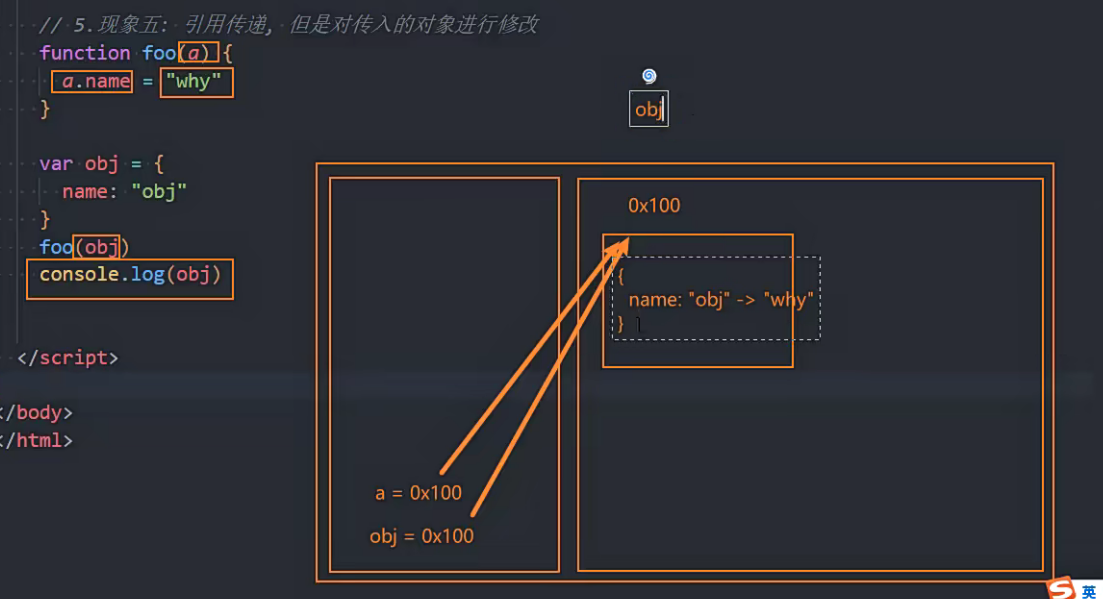 // 5.现象五: 引用传递, 但是对传入的对象进行修改
function foo(a) {
a.name = "why"
}
var obj = {
name: "obj"
}
foo(obj)
console.log(obj)
</script>
</body>
</html>
obj
0x100
{
name: "obj" -> "why"
}
a = 0x100
obj = 0x100
S 英